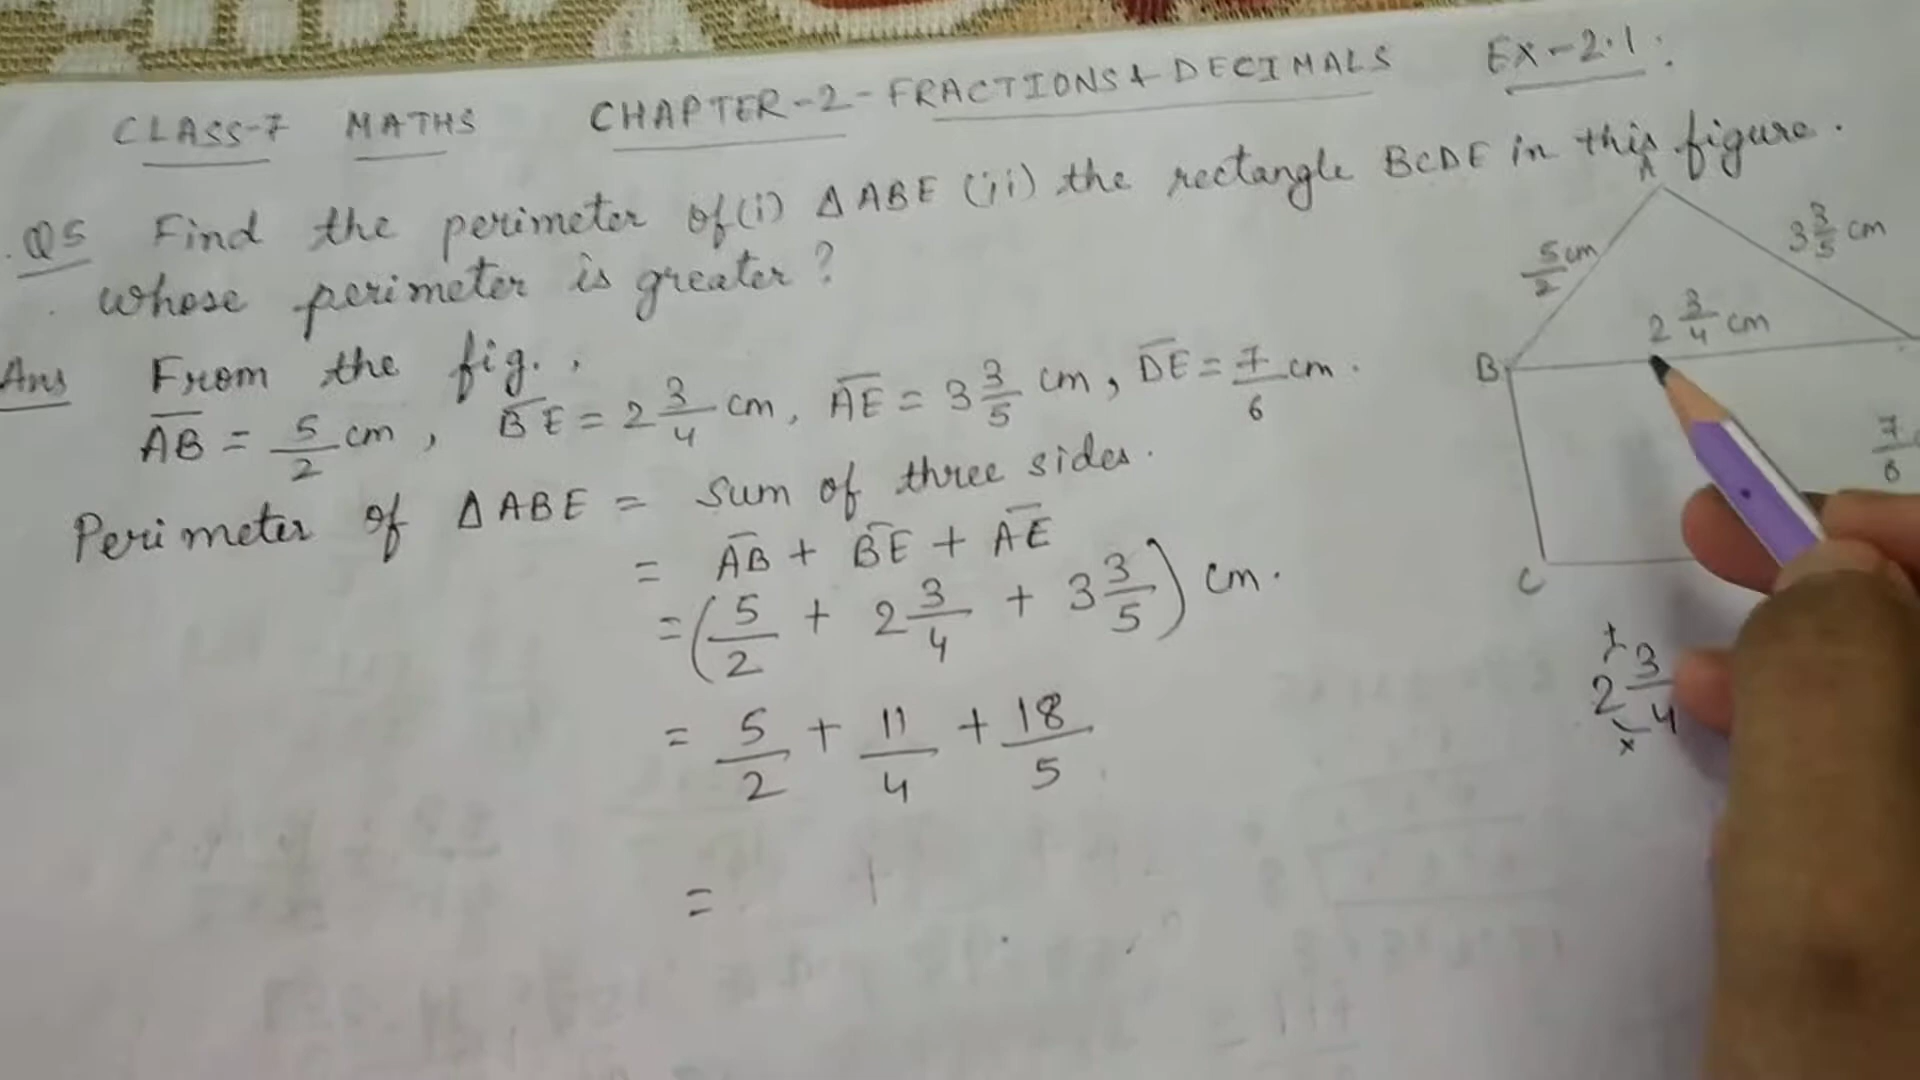 CLASS-7 MATHS CHAPTER-2-FRACTIONS & DECIMALS EX-2.1:
Q5 Find the perimeter of (i) △ABE (ii) the rectangle BCDE in this figure.
whose perimeter is greater?
Ans From the fig.,
AB = 5/2 cm, BE = 2 3/4 cm, AE = 3 3/5 cm, DE = 7/6 cm.
Perimeter of △ABE = Sum of three sides.
= AB + BE + AE
= (5/2 + 2 3/4 + 3 3/5) cm.
= 5/2 + 11/4 + 18/5
=
A
5/2 cm
3 3/5 cm
2 3/4 cm
B
7/6
C
+
2 3/4
x